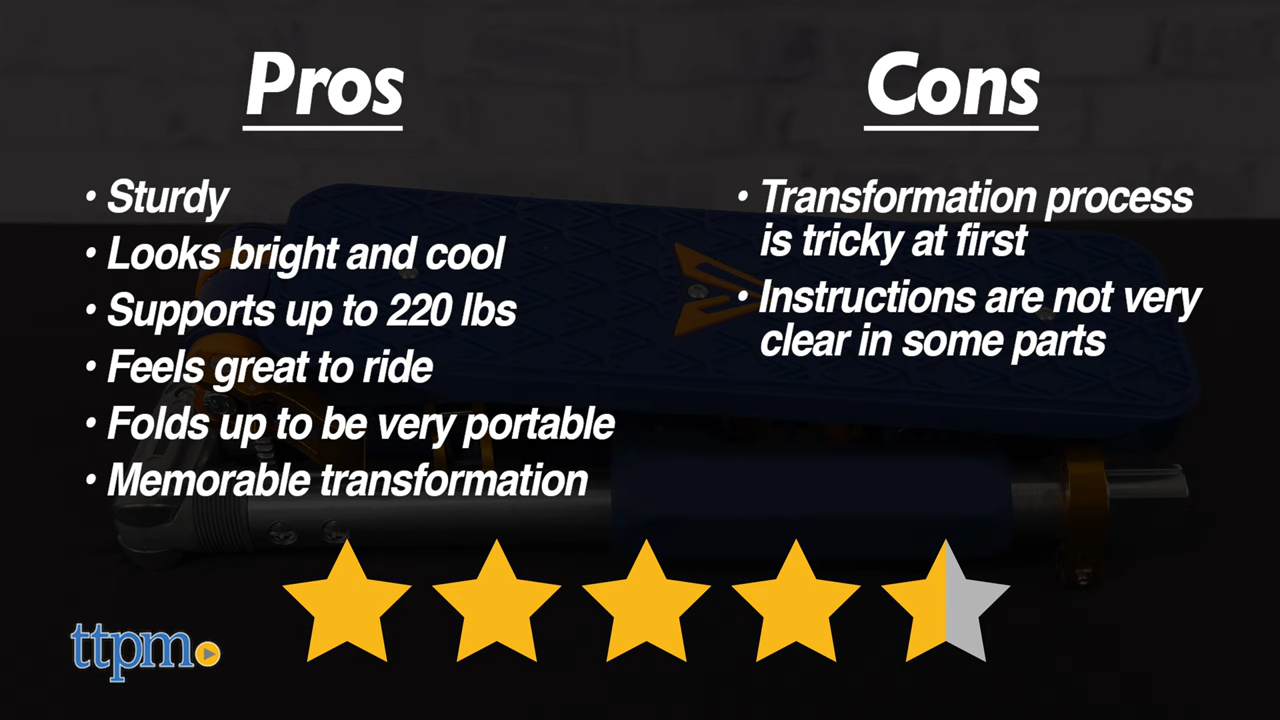 Pros
• Sturdy
• Looks bright and cool
• Supports up to 220 lbs
• Feels great to ride
• Folds up to be very portable
• Memorable transformation
Cons
• Transformation process
is tricky at first
• Instructions are not very
clear in some parts
ttpm